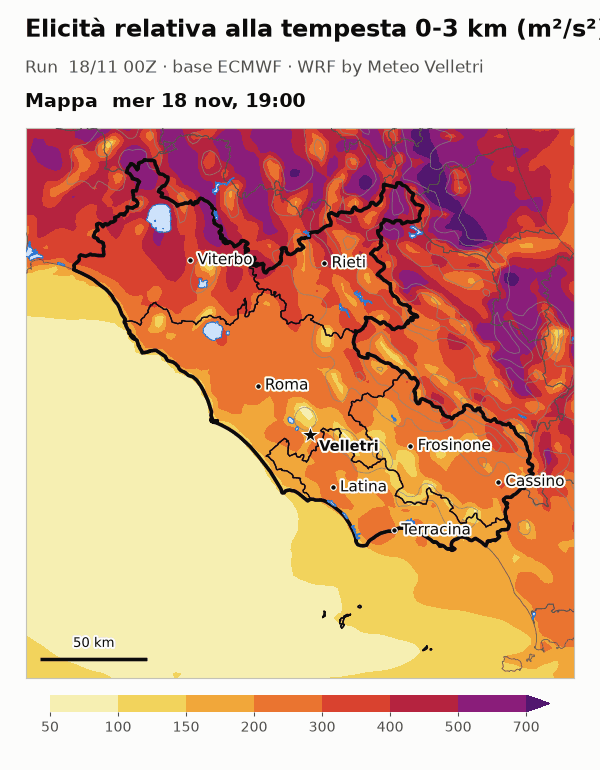 Elicità relativa alla tempesta 0-3 km (m²/s²)
Run 18/11 00Z · base ECMWF · WRF by Meteo Velletri
Mappa mer 18 nov, 19:00
Viterbo
Rieti
Roma
Velletri
Frosinone
Latina
Cassino
Terracina
50 km
50 100 150 200 300 400 500 700